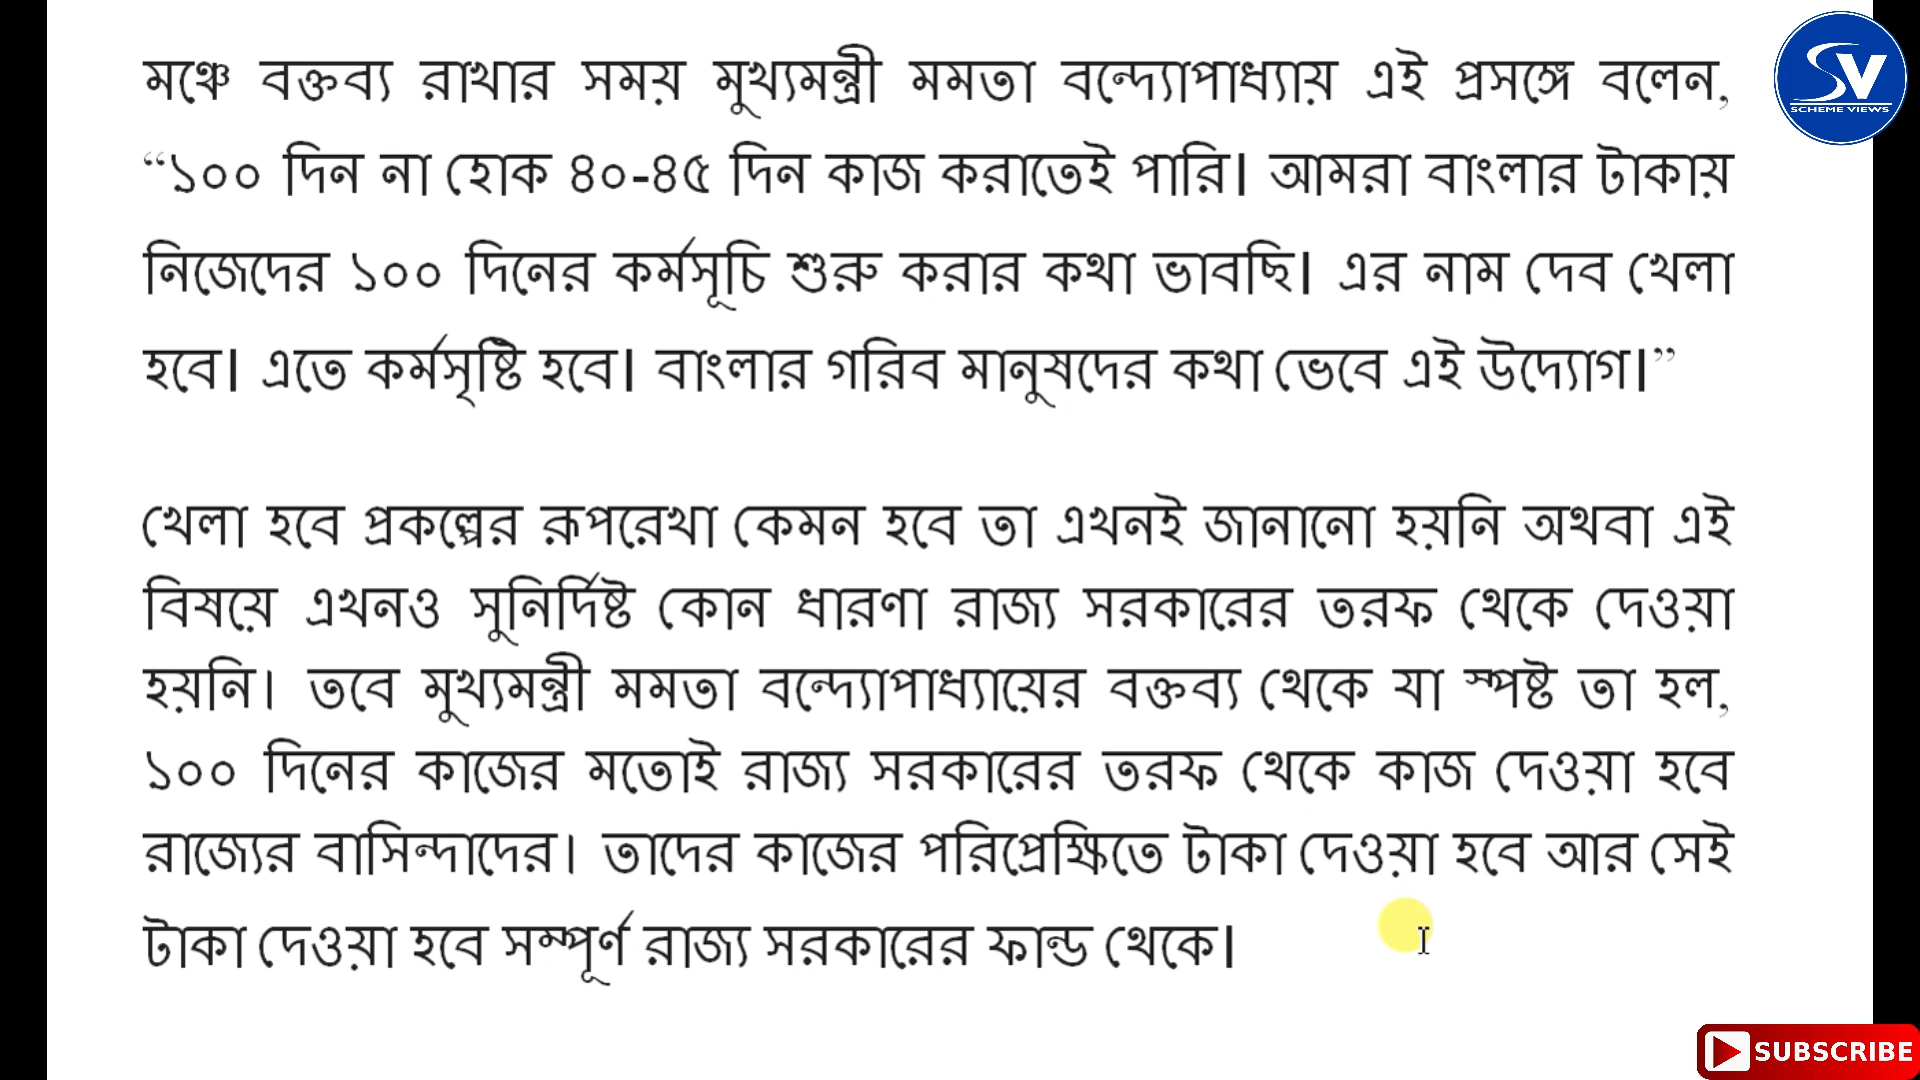 মঞ্চে বক্তব্য রাখার সময় মুখ্যমন্ত্রী মমতা বন্দ্যোপাধ্যায় এই প্রসঙ্গে বলেন,
“১০০ দিন না হোক ৪০-৪৫ দিন কাজ করাতেই পারি। আমরা বাংলার টাকায়
নিজেদের ১০০ দিনের কর্মসূচি শুরু করার কথা ভাবছি। এর নাম দেব খেলা
হবে। এতে কর্মসৃষ্টি হবে। বাংলার গরিব মানুষদের কথা ভেবে এই উদ্যোগ।”
খেলা হবে প্রকল্পের রূপরেখা কেমন হবে তা এখনই জানানো হয়নি অথবা এই
বিষয়ে এখনও সুনির্দিষ্ট কোন ধারণা রাজ্য সরকারের তরফ থেকে দেওয়া
হয়নি। তবে মুখ্যমন্ত্রী মমতা বন্দ্যোপাধ্যায়ের বক্তব্য থেকে যা স্পষ্ট তা হল,
১০০ দিনের কাজের মতোই রাজ্য সরকারের তরফ থেকে কাজ দেওয়া হবে
রাজ্যের বাসিন্দাদের। তাদের কাজের পরিপ্রেক্ষিতে টাকা দেওয়া হবে আর সেই
টাকা দেওয়া হবে সম্পূর্ণ রাজ্য সরকারের ফান্ড থেকে।
SV
SCHEME VIEWS
SUBSCRIBE